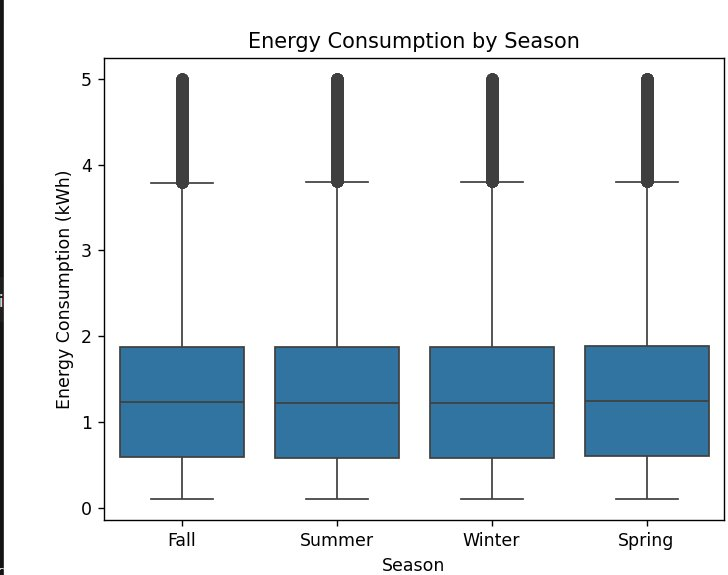 Energy Consumption by Season
Energy Consumption (kWh)
5
4
3
2
1
0
Fall Summer Winter Spring
Season